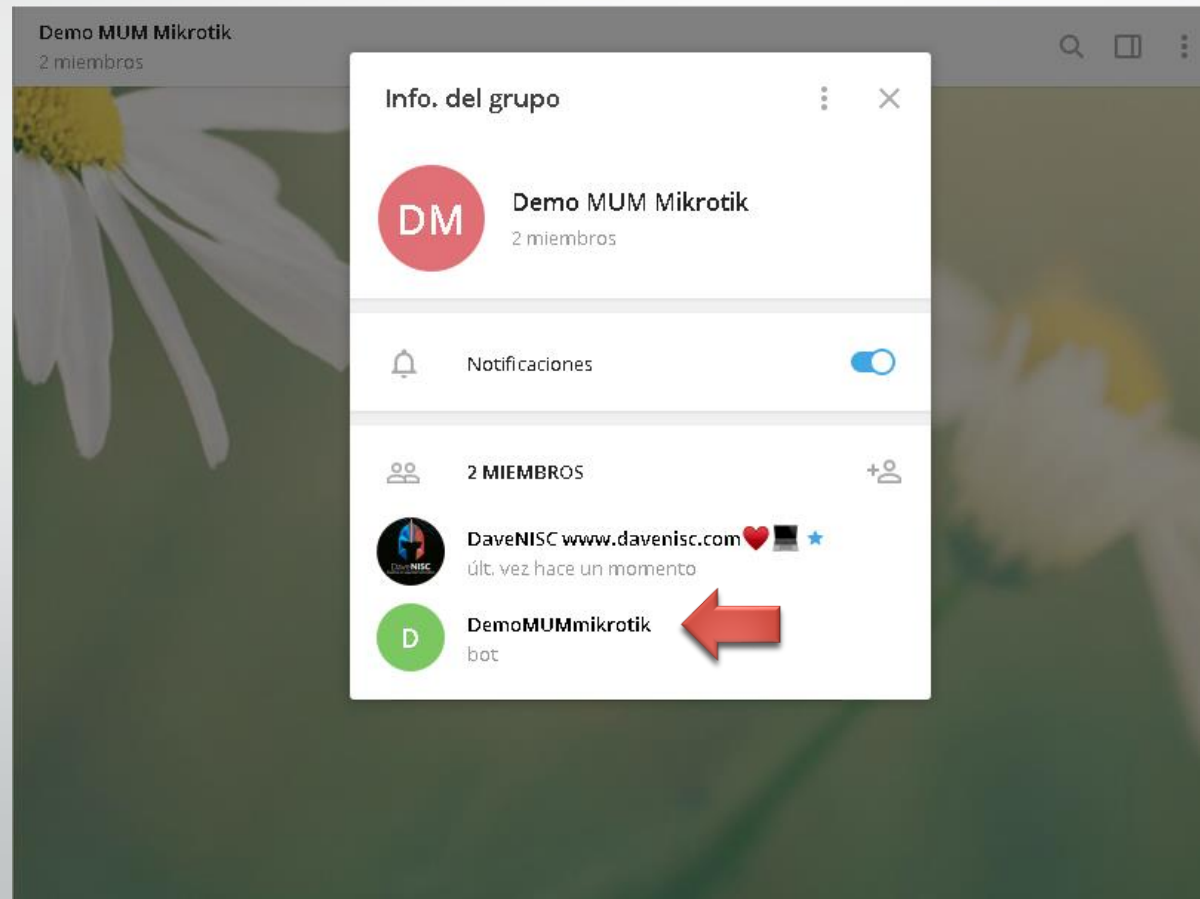 Demo MUM Mikrotik
2 miembros
Info. del grupo
DM
Demo MUM Mikrotik
2 miembros
Notificaciones
2 MIEMBROS
DaveNISC
DaveNISC www.davenisc.com❤️💻
últ. vez hace un momento
D
DemoMUMmikrotik
bot